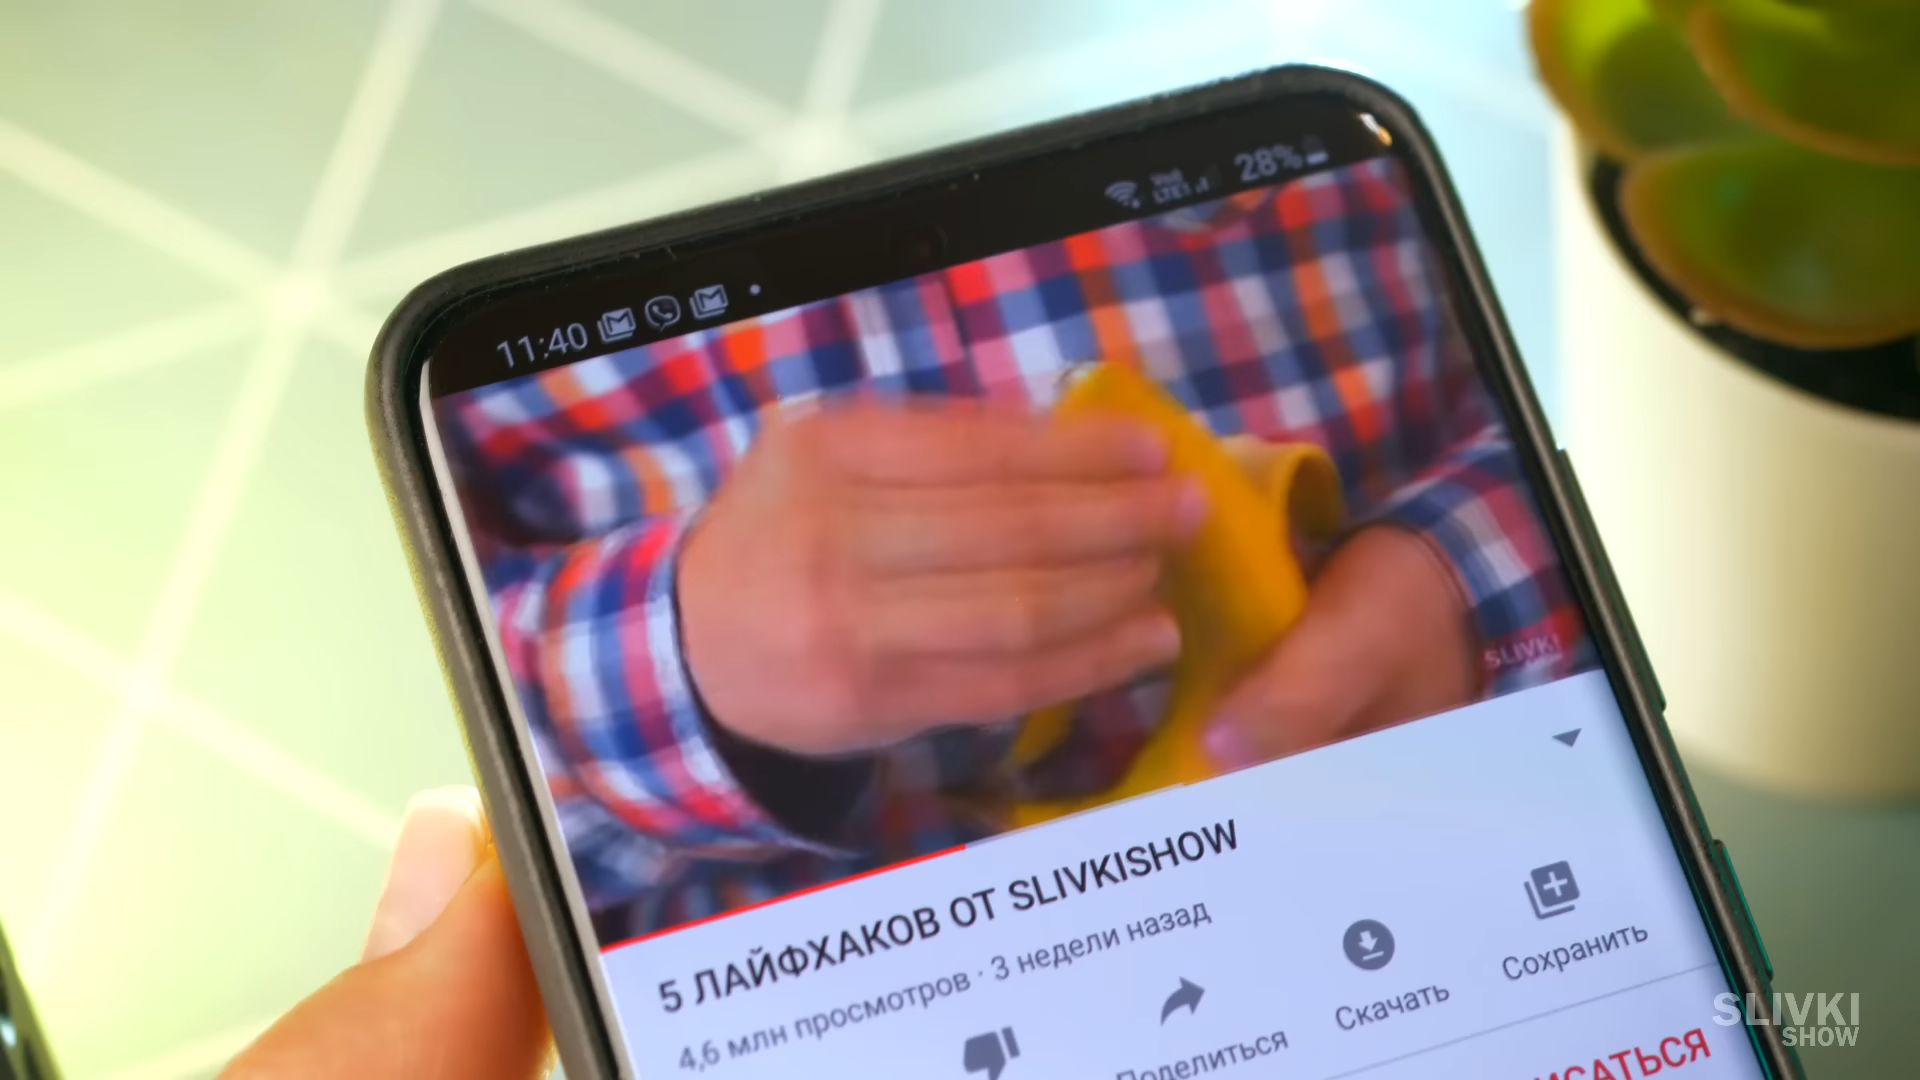 11:40
28%
SLIVKI
5 ЛАЙФХАКОВ ОТ SLIVKISHOW
4,6 млн просмотров · 3 недели назад
Поделиться
Скачать
Сохранить
ИСАТЬСЯ
SLIVKI
SHOW